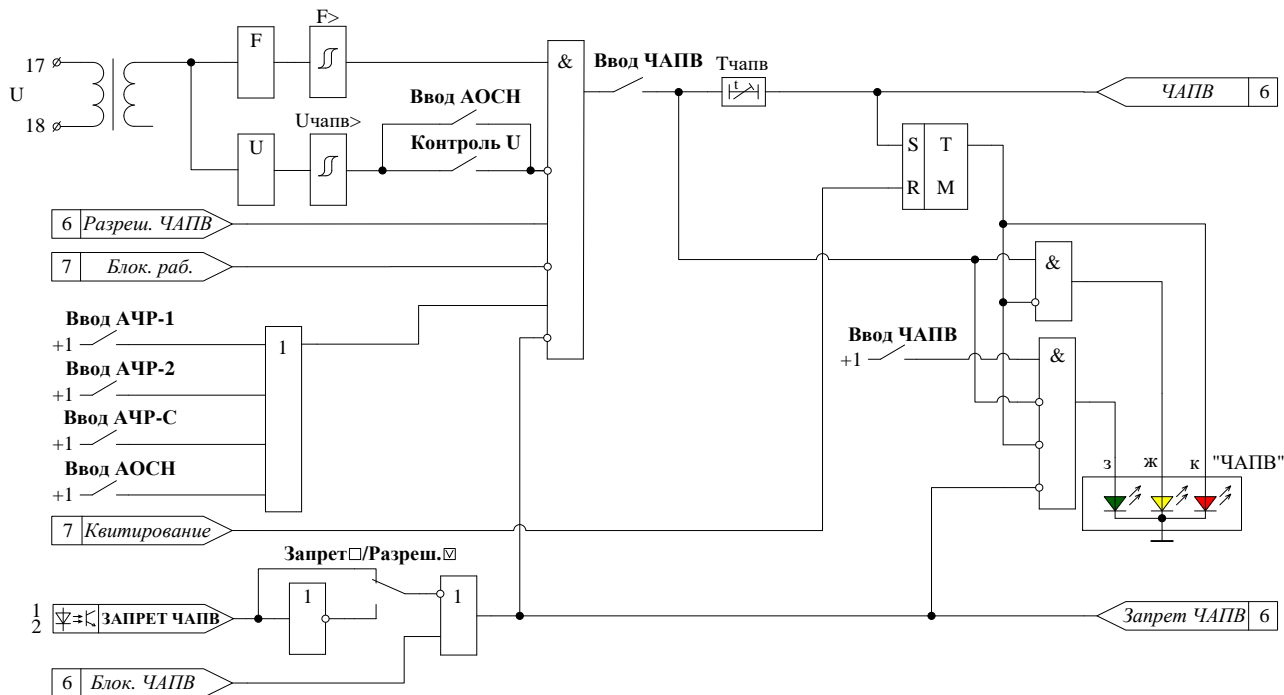 F>
17
F
&
Ввод ЧАПВ
Tчапв
t
U
Ввод АОСН
ЧАПВ 6
18
Uчапв>
Контроль U
U
S T
R M
6 Разреш. ЧАПВ
7 Блок. раб.
&
Ввод АЧР-1
+1
1
Ввод ЧАПВ
+1
&
Ввод АЧР-2
+1
Ввод АЧР-С
+1
Ввод АОСН
+1
з ж к "ЧАПВ"
7 Квитирование
Запрет□/Разреш.☑
1
2
ЗАПРЕТ ЧАПВ
1
1
Запрет ЧАПВ 6
6 Блок. ЧАПВ